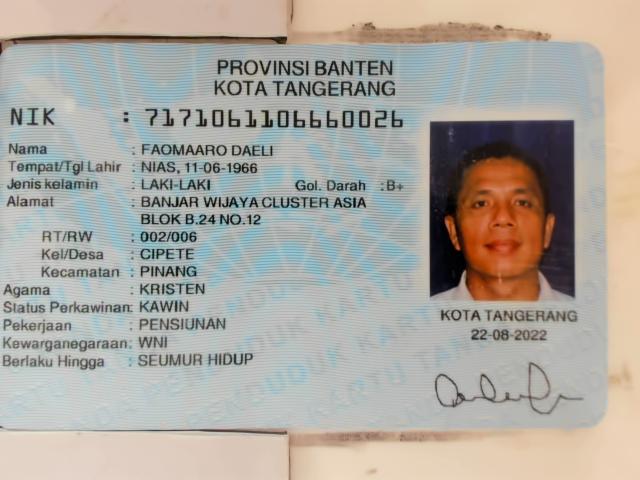 PROVINSI BANTEN
KOTA TANGERANG
NIK : 7171061106660026
Nama : FAOMAARO DAELI
Tempat/Tgl Lahir : NIAS, 11-06-1966
Jenis kelamin : LAKI-LAKI Gol. Darah :B+
Alamat : BANJAR WIJAYA CLUSTER ASIA
BLOK B.24 NO.12
RT/RW : 002/006
Kel/Desa : CIPETE
Kecamatan : PINANG
Agama : KRISTEN
Status Perkawinan: KAWIN
Pekerjaan : PENSIUNAN
Kewarganegaraan: WNI
Berlaku Hingga : SEUMUR HIDUP
KOTA TANGERANG
22-08-2022